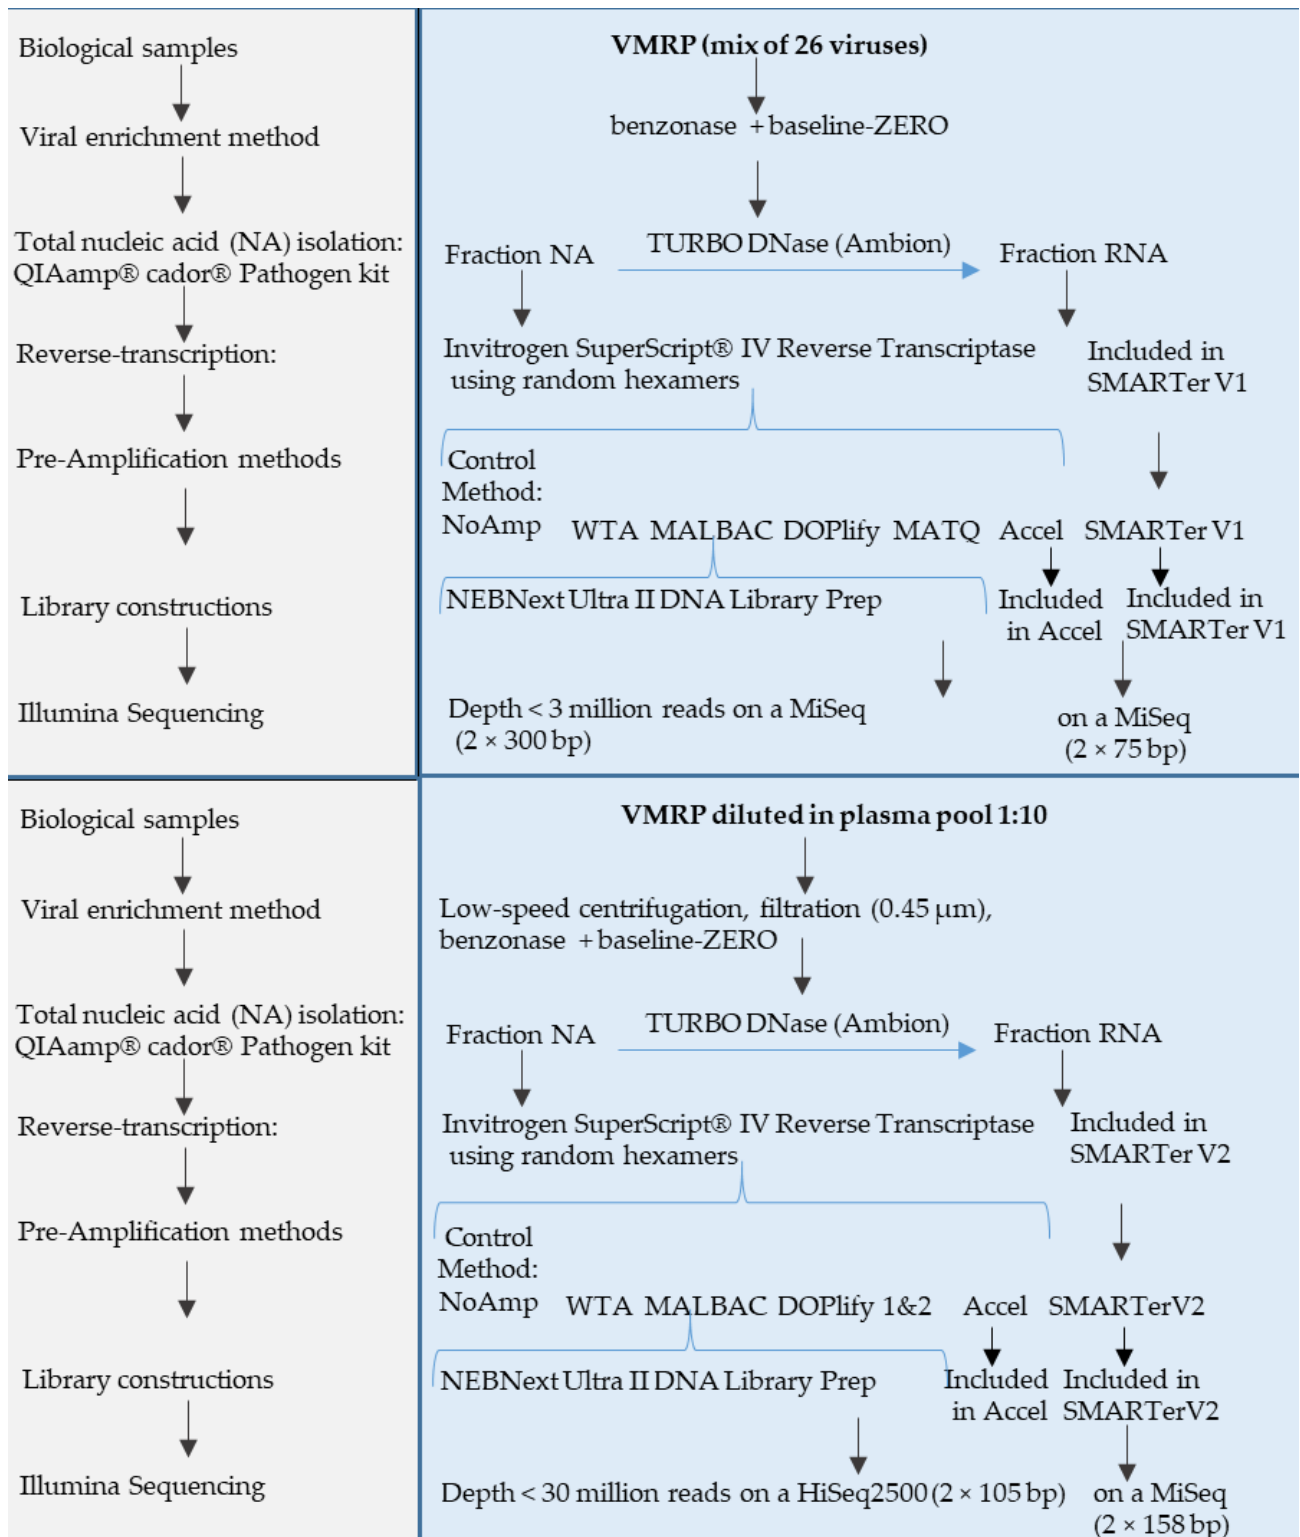 Biological samples
VMRP (mix of 26 viruses)
Viral enrichment method
benzonase + baseline-ZERO
Total nucleic acid (NA) isolation:
QIAamp® cador® Pathogen kit
Fraction NA
TURBO DNase (Ambion)
Fraction RNA
Reverse-transcription:
Invitrogen SuperScript® IV Reverse Transcriptase
using random hexamers
Included in
SMARTer V1
Pre-Amplification methods
Control
Method:
NoAmp
WTA MALBAC DOPlify MATQ Accel SMARTer V1
Library constructions
NEBNext Ultra II DNA Library Prep
Included
in Accel
Included in
SMARTer V1
Illumina Sequencing
Depth < 3 million reads on a MiSeq
(2 × 300 bp)
on a MiSeq
(2 × 75 bp)
Biological samples
VMRP diluted in plasma pool 1:10
Viral enrichment method
Low-speed centrifugation, filtration (0.45 µm),
benzonase + baseline-ZERO
Total nucleic acid (NA) isolation:
QIAamp® cador® Pathogen kit
Fraction NA
TURBO DNase (Ambion)
Fraction RNA
Reverse-transcription:
Invitrogen SuperScript® IV Reverse Transcriptase
using random hexamers
Included in
SMARTer V2
Pre-Amplification methods
Control
Method:
NoAmp
WTA MALBAC DOPlify 1&2 Accel SMARTerV2
Library constructions
NEBNext Ultra II DNA Library Prep
Included
in Accel
Included in
SMARTerV2
Illumina Sequencing
Depth < 30 million reads on a HiSeq2500 (2 × 105 bp)
on a MiSeq
(2 × 158 bp)